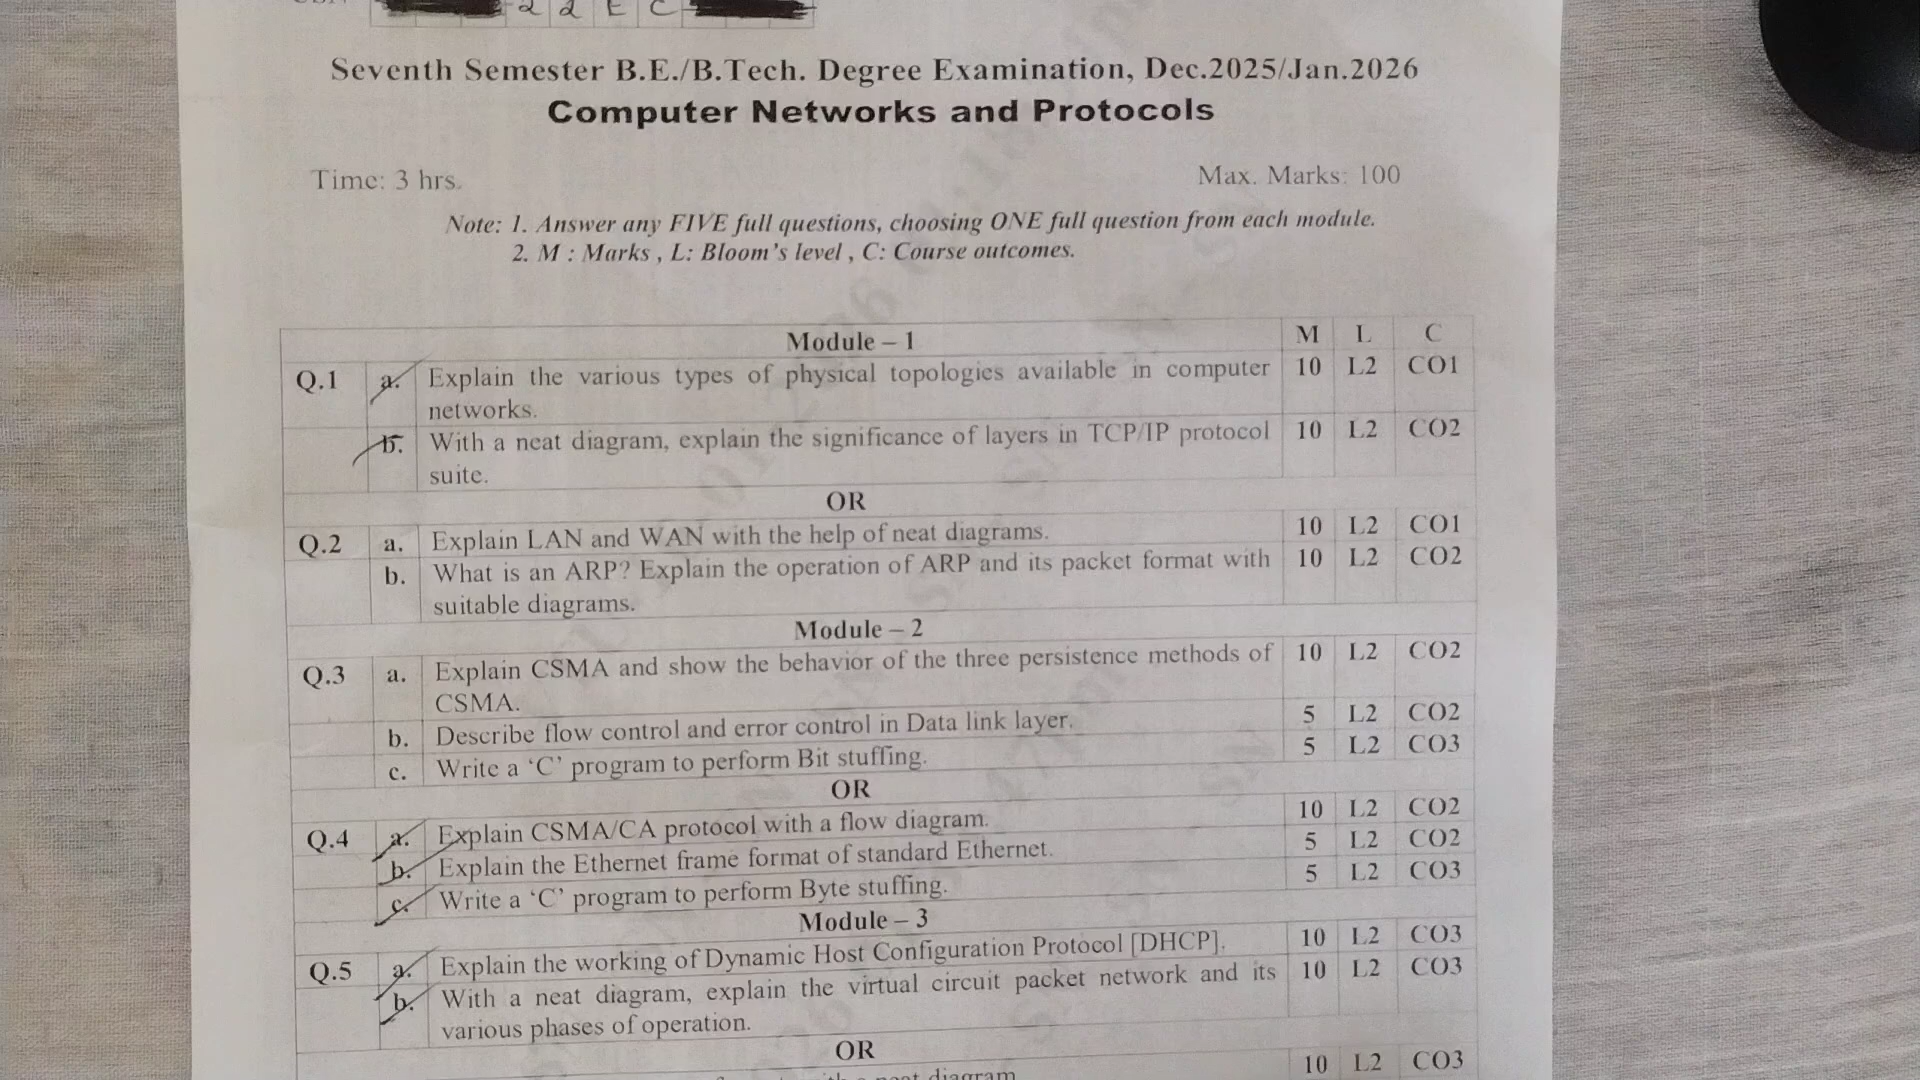 2 2 E C
Seventh Semester B.E./B.Tech. Degree Examination, Dec.2025/Jan.2026
Computer Networks and Protocols
Time: 3 hrs. Max. Marks: 100
Note: 1. Answer any FIVE full questions, choosing ONE full question from each module.
2. M : Marks , L: Bloom's level , C: Course outcomes.
Module – 1 M L C
Q.1 a. Explain the various types of physical topologies available in computer 10 L2 CO1
networks.
b. With a neat diagram, explain the significance of layers in TCP/IP protocol 10 L2 CO2
suite.
OR
Q.2 a. Explain LAN and WAN with the help of neat diagrams. 10 L2 CO1
b. What is an ARP? Explain the operation of ARP and its packet format with 10 L2 CO2
suitable diagrams.
Module – 2
Q.3 a. Explain CSMA and show the behavior of the three persistence methods of 10 L2 CO2
CSMA.
b. Describe flow control and error control in Data link layer. 5 L2 CO2
c. Write a 'C' program to perform Bit stuffing. 5 L2 CO3
OR
Q.4 a. Explain CSMA/CA protocol with a flow diagram. 10 L2 CO2
b. Explain the Ethernet frame format of standard Ethernet. 5 L2 CO2
c. Write a 'C' program to perform Byte stuffing. 5 L2 CO3
Module – 3
Q.5 a. Explain the working of Dynamic Host Configuration Protocol [DHCP]. 10 L2 CO3
b. With a neat diagram, explain the virtual circuit packet network and its 10 L2 CO3
various phases of operation.
OR
10 L2 CO3
neat diagram